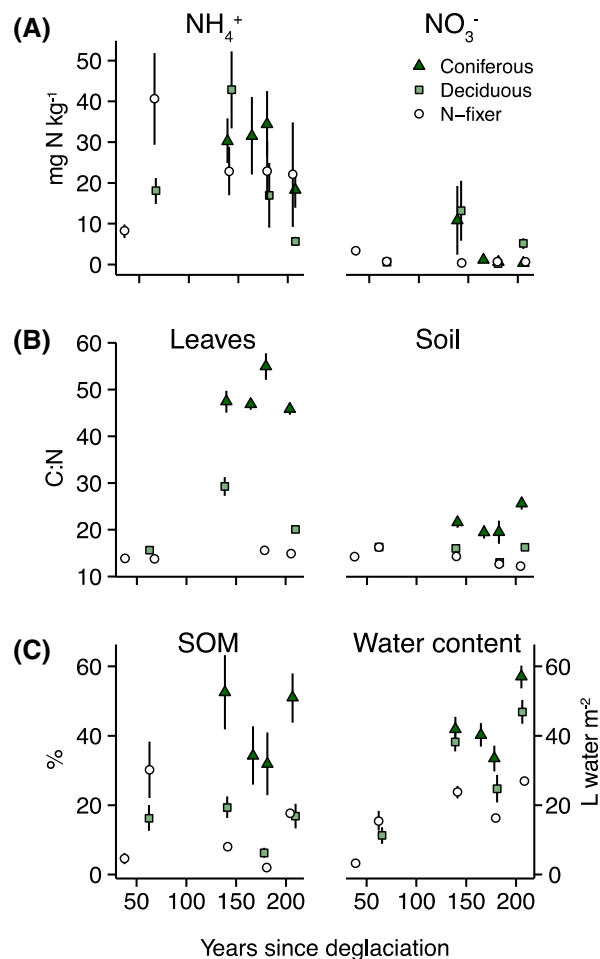 (A)
NH₄⁺
NO₃⁻
Coniferous
Deduous
N-fixer
mg N kg⁻¹
50
40
30
20
10
0
(B)
Leaves
Soil
C:N
60
50
40
30
20
10
(C)
SOM
Water content
%
60
40
20
0
L water m⁻²
60
40
20
0
50 100 150 200
50 100 150 200
Years since deglaciation